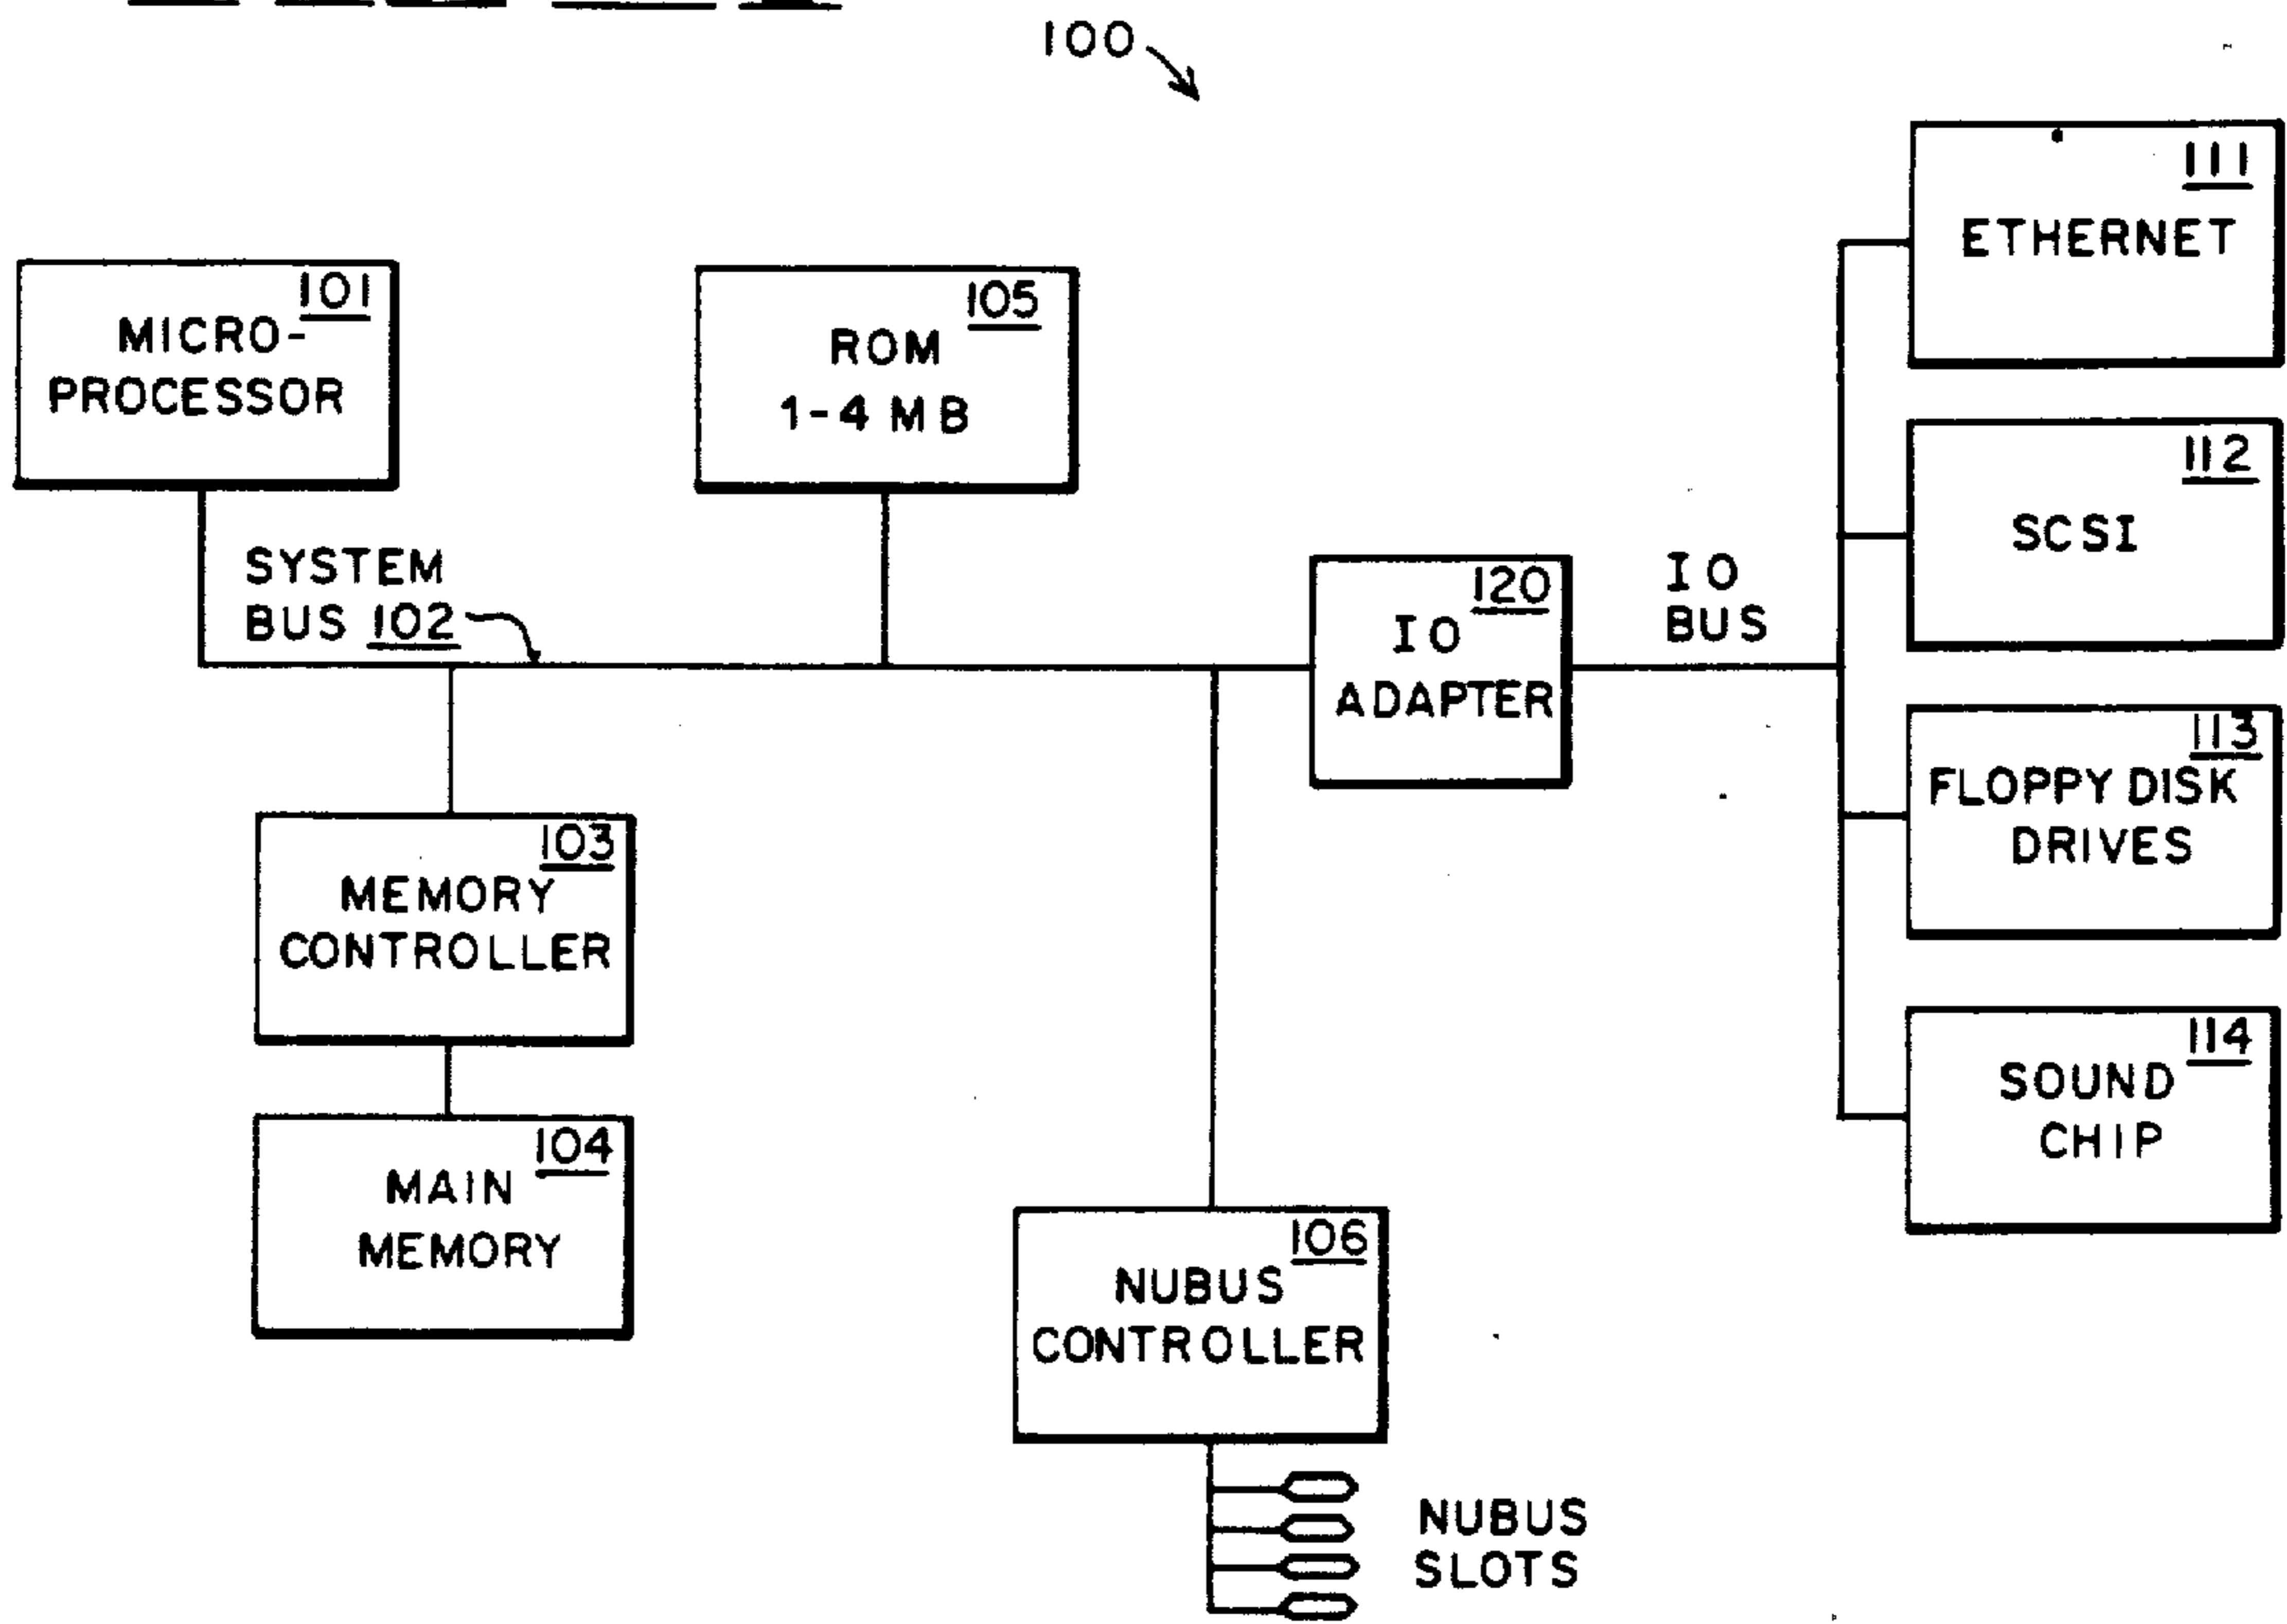 100
111
ETHERNET
101
MICRO-
PROCESSOR
105
ROM
1-4 MB
112
SCSI
SYSTEM
BUS 102
120
IO
ADAPTER
IO
BUS
113
FLOPPY DISK
DRIVES
103
MEMORY
CONTROLLER
114
SOUND
CHIP
104
MAIN
MEMORY
106
NUBUS
CONTROLLER
NUBUS
SLOTS